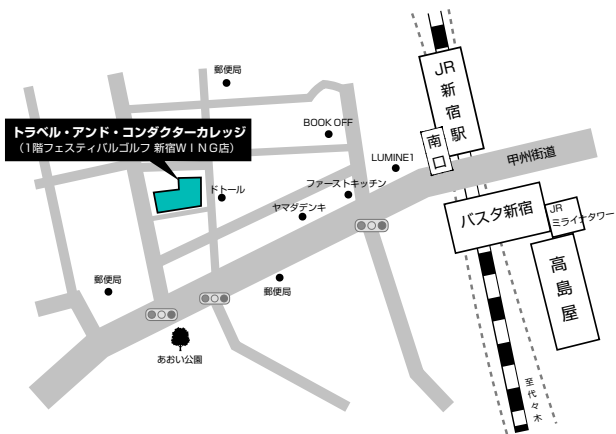 郵便局
JR新宿駅
南口
BOOK OFF
トラベル・アンド・コンダクターカレッジ
（1階フェスティバルゴルフ 新宿WING店）
LUMINE1
甲州街道
ドトール
ファーストキッチン
ヤマダデンキ
バスタ新宿
JR
ミライナタワー
高島屋
郵便局
郵便局
あおい公園
至代々木